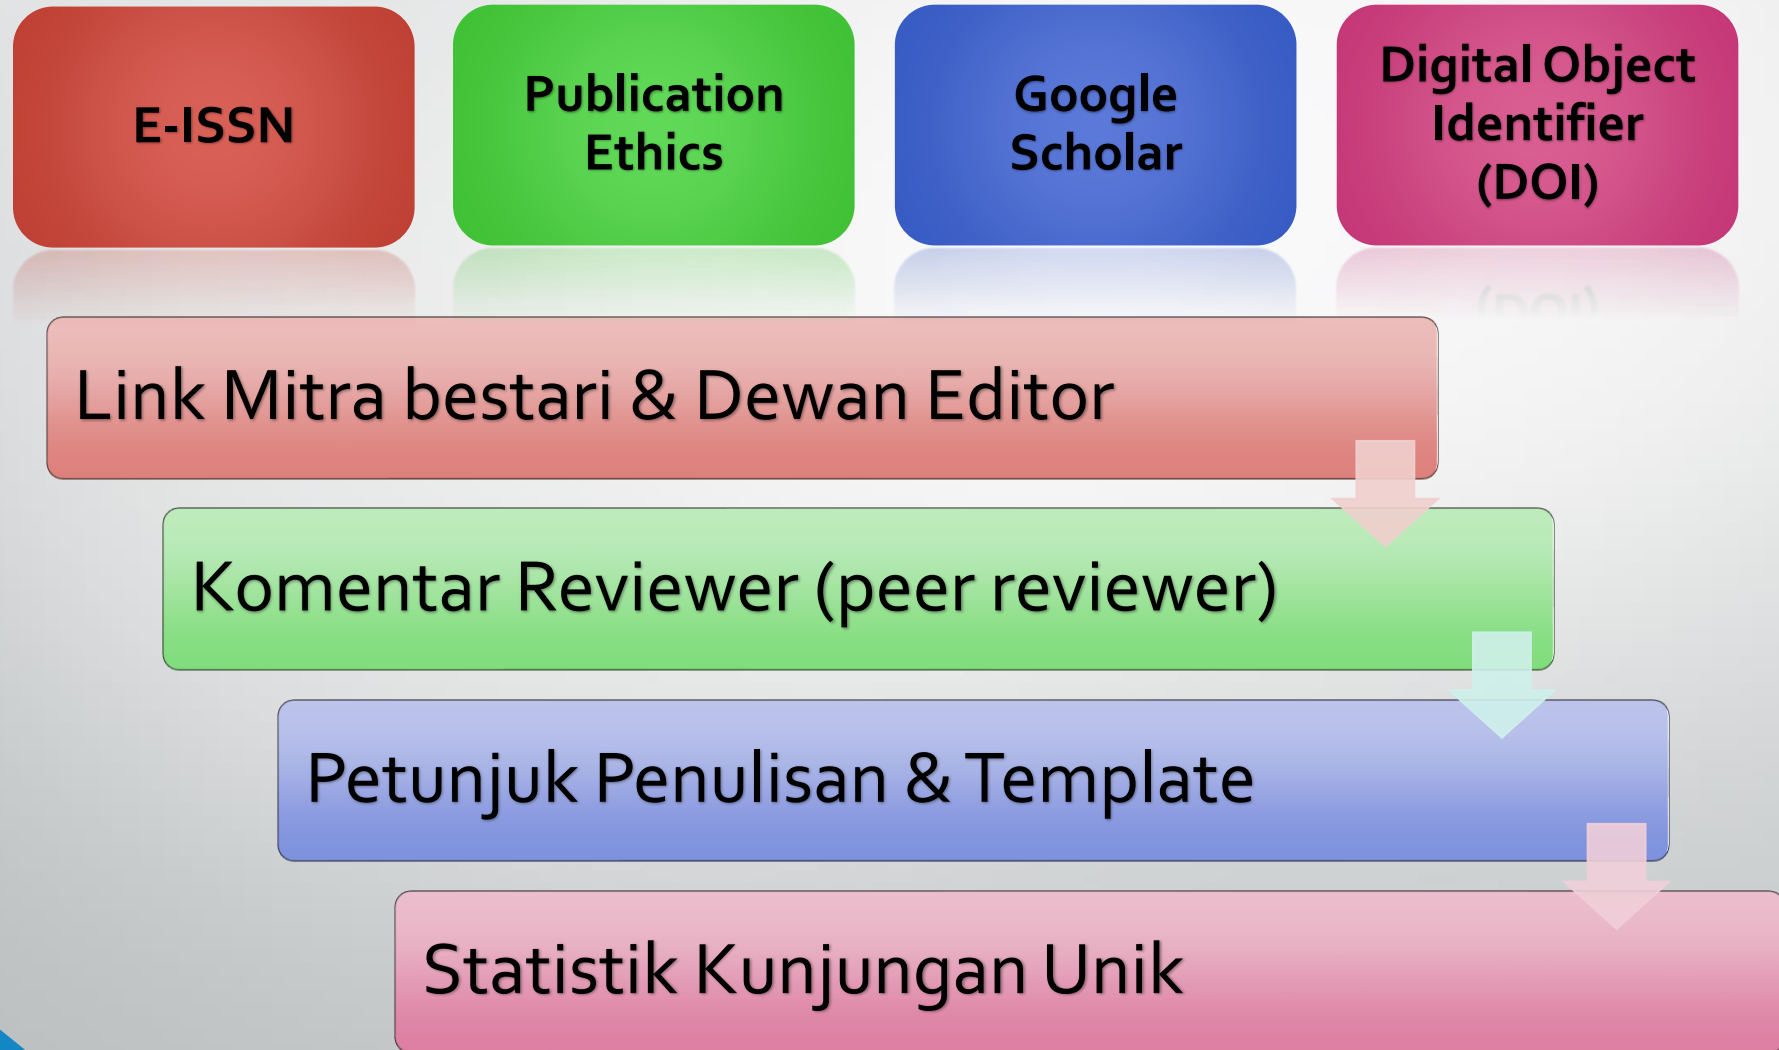 E-ISSN
Publication
Ethics
Google
Scholar
Digital Object
Identifier
(DOI)
Link Mitra bestari & Dewan Editor
Komentar Reviewer (peer reviewer)
Petunjuk Penulisan & Template
Statistik Kunjungan Unik